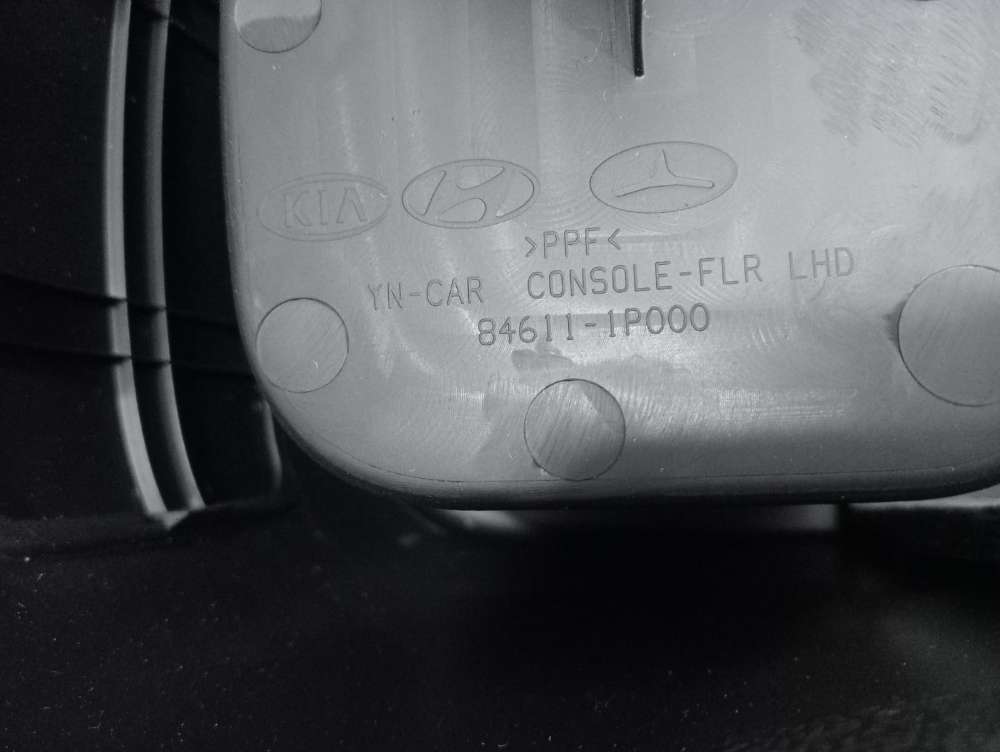 KIA
>PPF<
YN-CAR CONSOLE-FLR LHD
84611-1P000